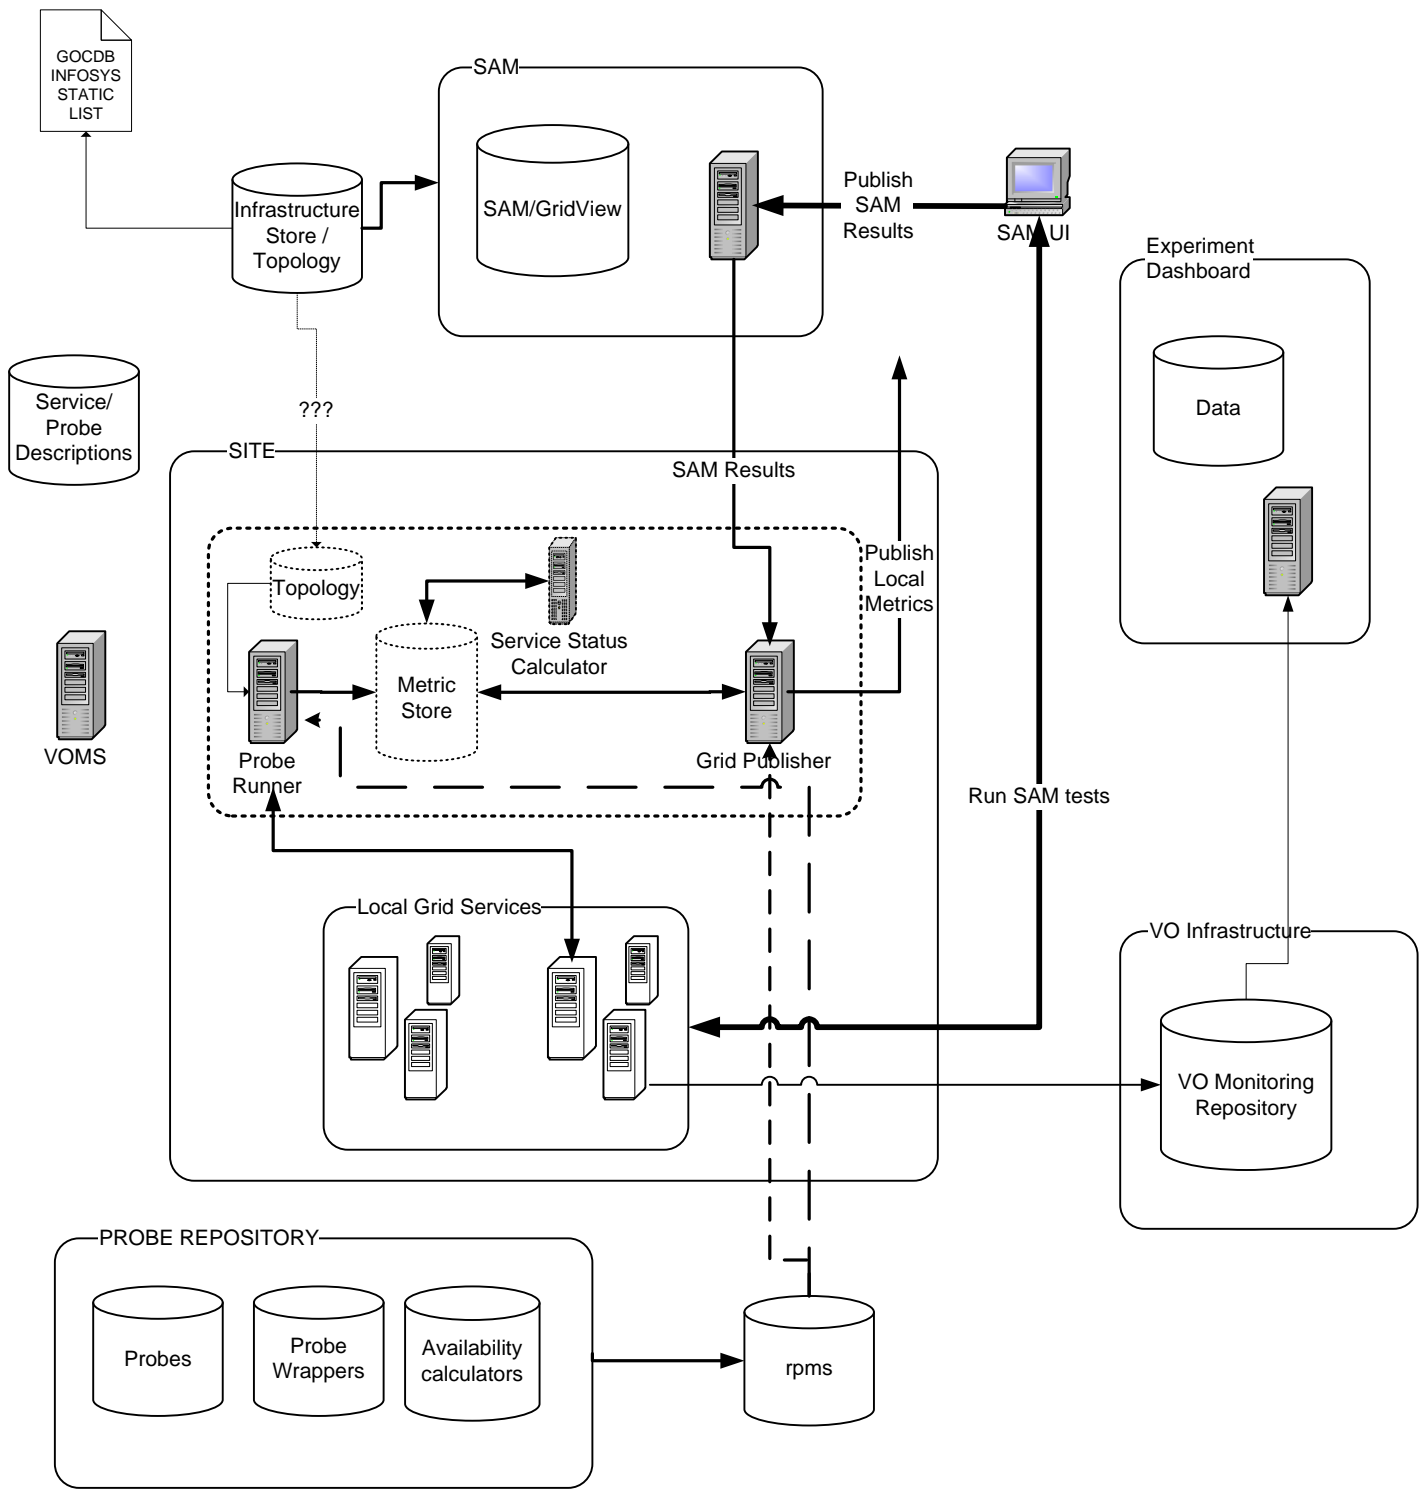 GOCDB
INFOSYS
STATIC
LIST
SAM
Infrastructure
Store /
Topology
SAM/GridView
Publish
SAM
Results
SAM UI
Experiment
Dashboard
Data
Service/
Probe
Descriptions
???
SITE
SAM Results
Topology
Service Status
Calculator
Publish
Local
Metrics
Metric
Store
VOMS
Probe
Runner
Grid Publisher
Run SAM tests
Local Grid Services
VO Infrastructure
VO Monitoring
Repository
PROBE REPOSITORY
Probes
Probe
Wrappers
Availability
calculators
rpms